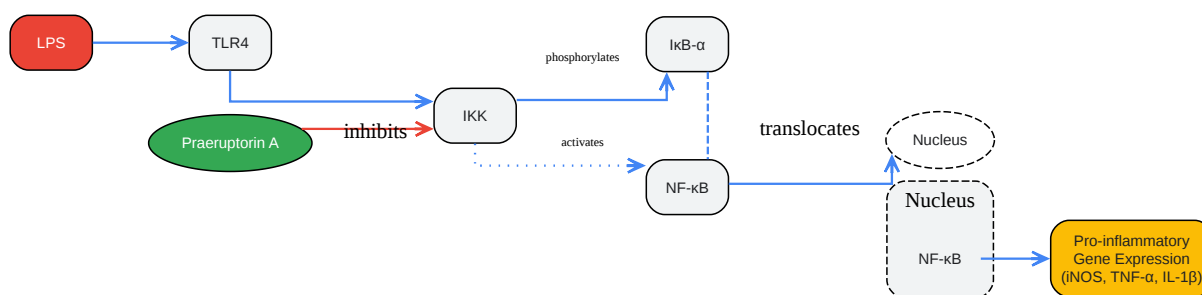 LPS
TLR4
IκB-α
phosphorylates
IKK
Praeruptorin A
inhibits
activates
translocates
Nucleus
NF-κB
Nucleus
NF-κB
Pro-inflammatory
Gene Expression
(iNOS, TNF-α, IL-1β)